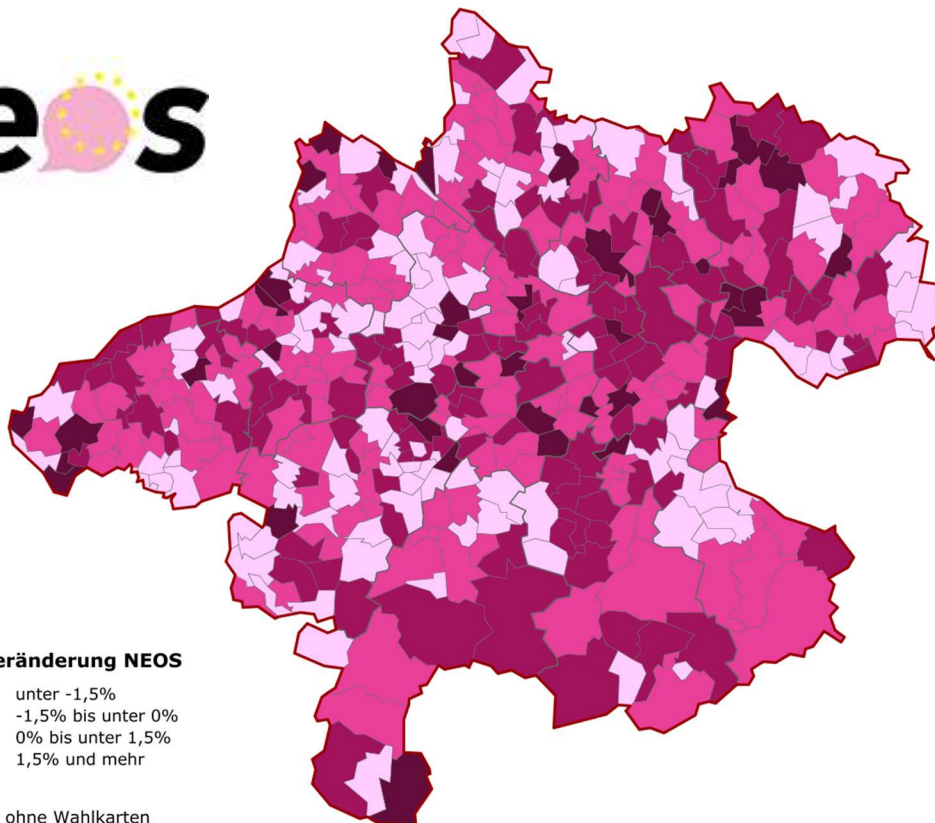 eos
eränderung NEOS
unter -1,5%
-1,5% bis unter 0%
0% bis unter 1,5%
1,5% und mehr
ohne Wahlkarten